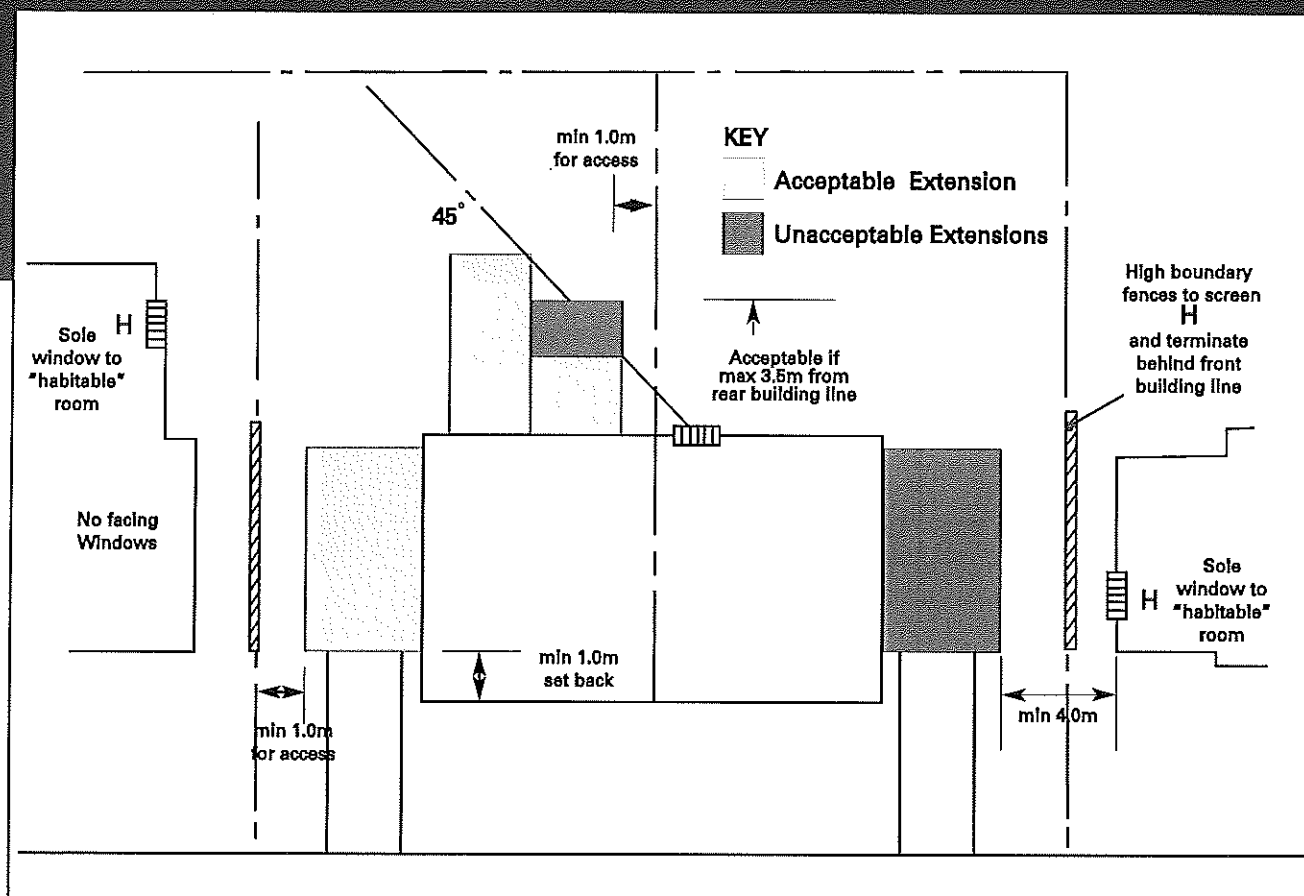 min 1.0m
for access
KEY
Acceptable Extension
Unacceptable Extensions
45°
High boundary
fences to screen
H
and terminate
behind front
building line
H
Sole
window to
"habitable"
room
Acceptable if
max 3.5m from
rear building line
No facing
Windows
H
Sole
window to
"habitable"
room
min 1.0m
set back
min 1.0m
for access
min 4.0m